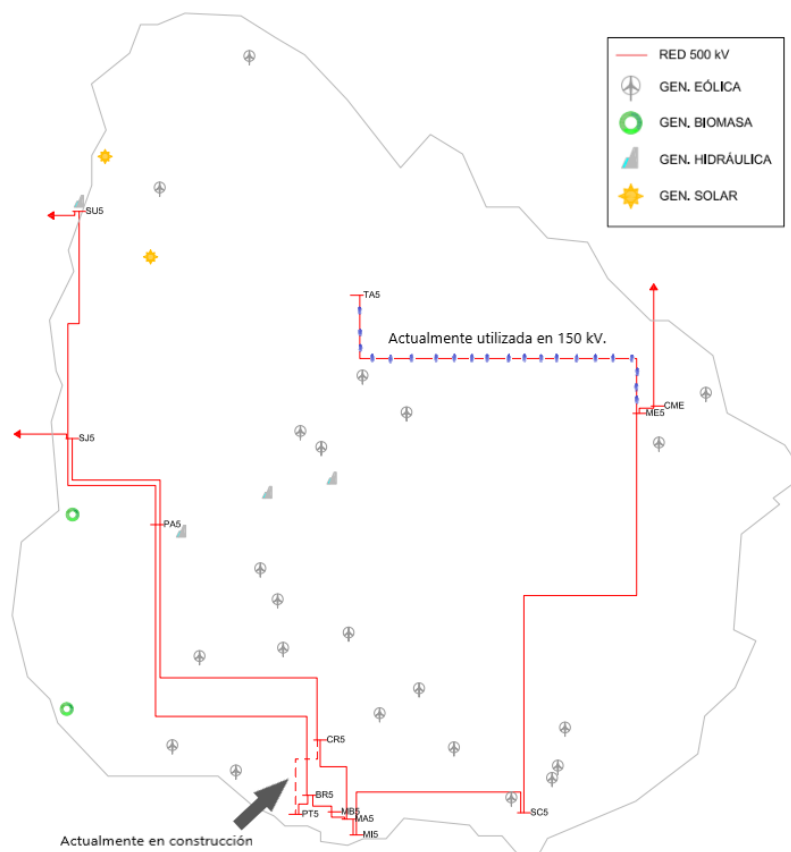 RED 500 kV
GEN. EÓLICA
GEN. BIOMASA
GEN. HIDRÁULICA
GEN. SOLAR
SU5
TA5
Actualmente utilizada en 150 kV.
CME
ME5
SJ5
PA5
CR5
BR5
MB5
PT5
MA5
SC5
MI5
Actualmente en construcción